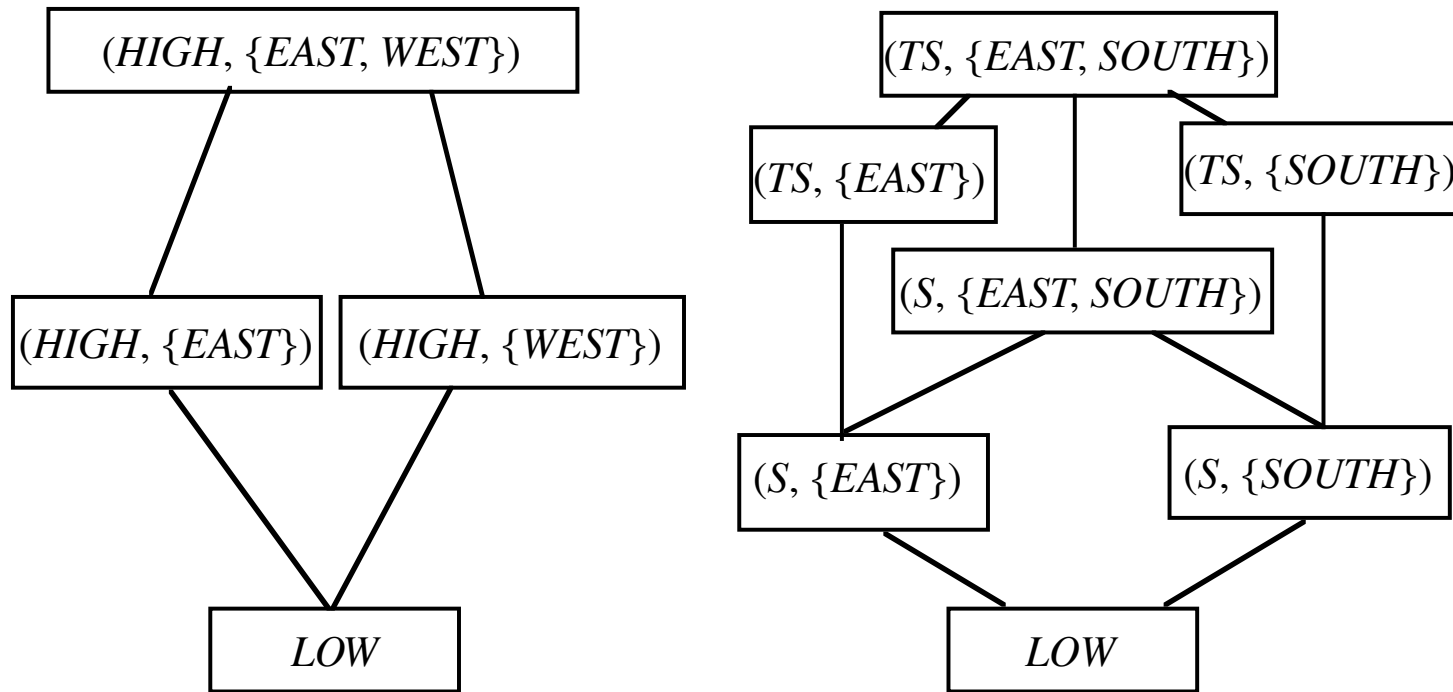 (HIGH, {EAST, WEST})
(HIGH, {EAST})
(HIGH, {WEST})
LOW
(TS, {EAST, SOUTH})
(TS, {EAST})
(TS, {SOUTH})
(S, {EAST, SOUTH})
(S, {EAST})
(S, {SOUTH})
LOW